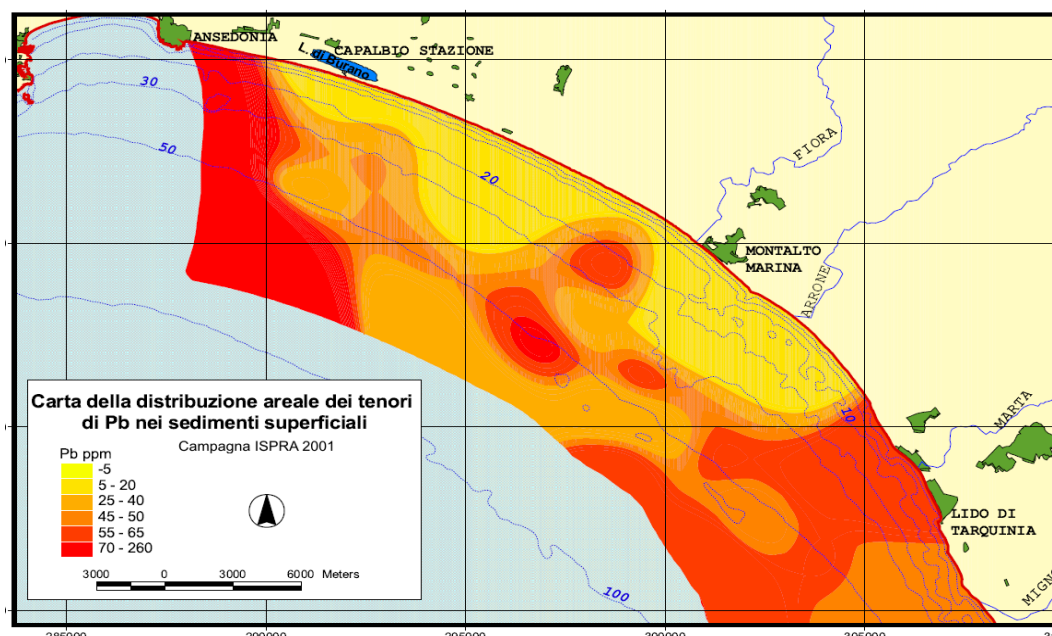 ANSEDONIA
CAPALBIO STAZIONE
L. di Burano
30
50
20
FIORA
MONTALTO
MARINA
ARRONE
10
MARTA
LIDO DI
TARQUINIA
100
Carta della distribuzione areale dei tenori
di Pb nei sedimenti superficiali
Campagna ISPRA 2001
Pb ppm
-5
5 - 20
25 - 40
45 - 50
55 - 65
70 - 260
3000 0 3000 6000 Meters